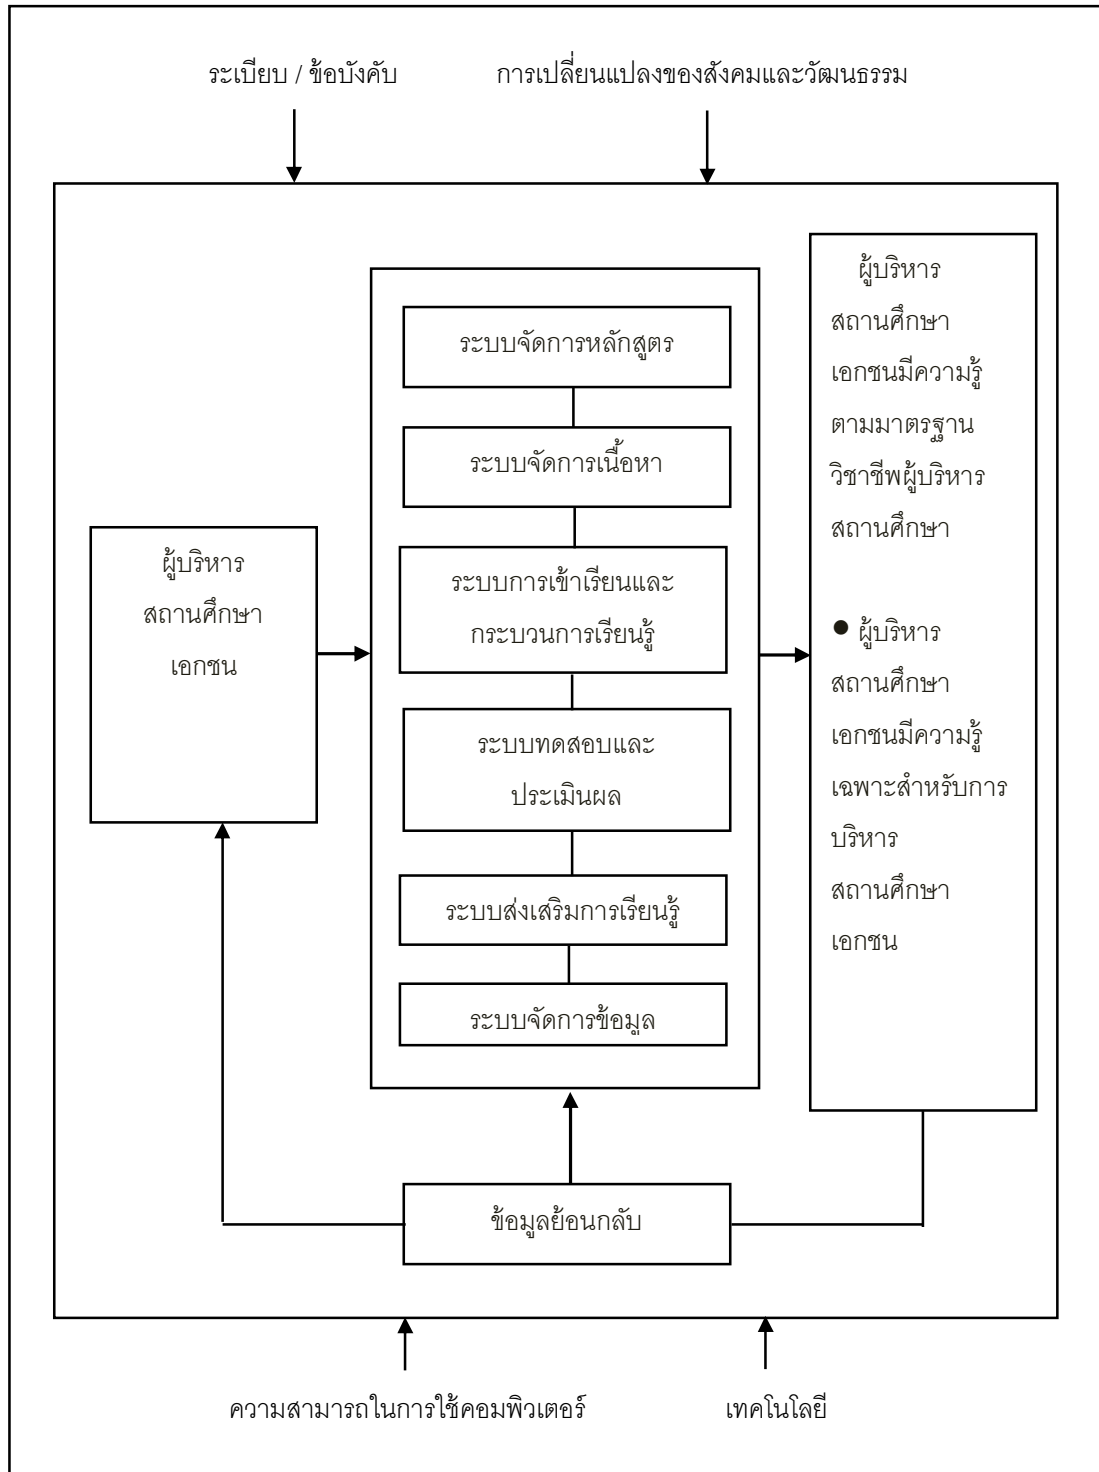 ระเบียบ / ข้อบังคับ
การเปลี่ยนแปลงของสังคมและวัฒนธรรม
ผู้บริหาร
สถานศึกษา
เอกชน
ระบบจัดการหลักสูตร
ระบบจัดการเนื้อหา
ระบบการเข้าเรียนและ
กระบวนการเรียนรู้
ระบบทดสอบและ
ประเมินผล
ระบบส่งเสริมการเรียนรู้
ระบบจัดการข้อมูล
ผู้บริหาร
สถานศึกษา
เอกชนมีความรู้
ตามมาตรฐาน
วิชาชีพผู้บริหาร
สถานศึกษา
● ผู้บริหาร
สถานศึกษา
เอกชนมีความรู้
เฉพาะสำหรับการ
บริหาร
สถานศึกษา
เอกชน
ข้อมูลย้อนกลับ
ความสามารถในการใช้คอมพิวเตอร์
เทคโนโลยี